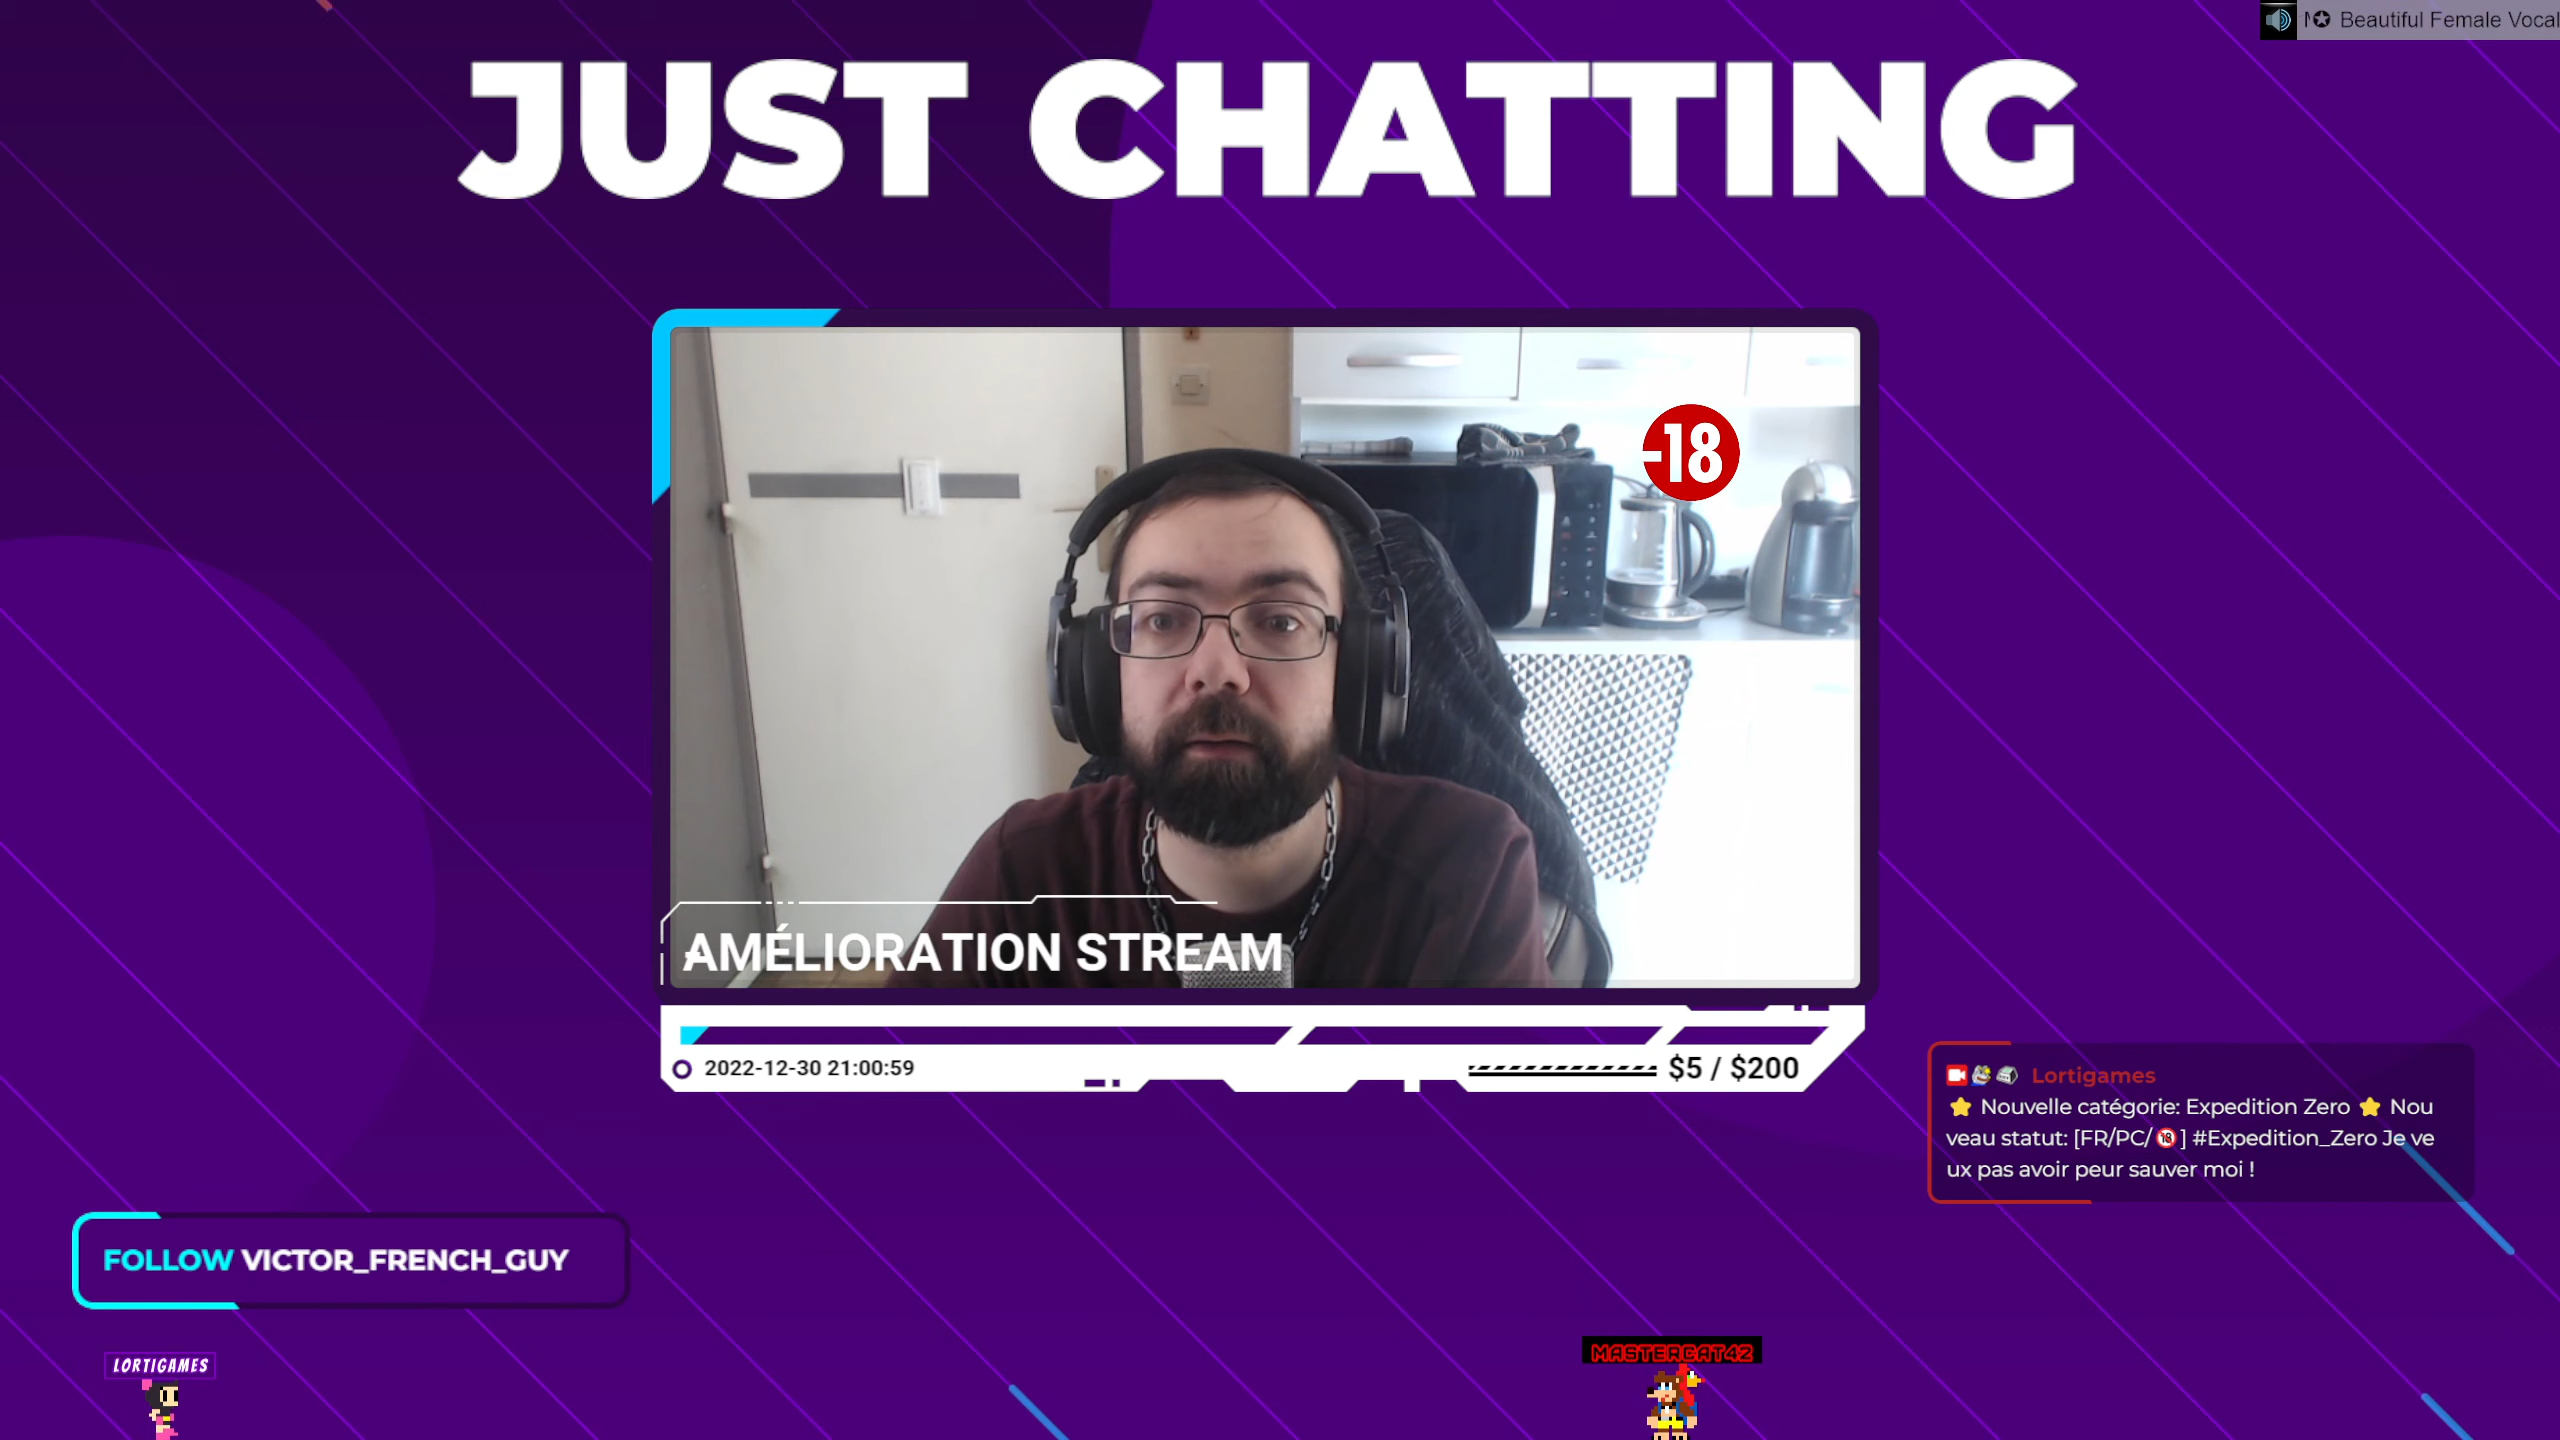 Beautiful Female Vocal
JUST CHATTING
-18
AMÉLIORATION STREAM
2022-12-30 21:00:59
$5 / $200
Lortigames
⭐ Nouvelle catégorie: Expedition Zero ⭐ Nou
veau statut: [FR/PC/🔞] #Expedition_Zero Je ve
ux pas avoir peur sauver moi !
FOLLOW VICTOR_FRENCH_GUY
LORTIGAMES
MASTERCAT42